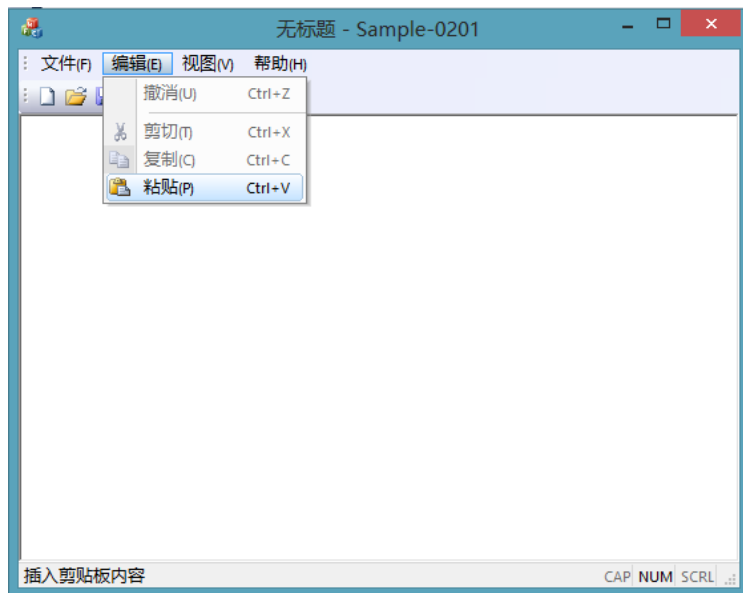 无标题 - Sample-0201
文件(F) 编辑(E) 视图(V) 帮助(H)
撤消(U) Ctrl+Z
剪切(T) Ctrl+X
复制(C) Ctrl+C
粘贴(P) Ctrl+V
插入剪贴板内容 CAP NUM SCRL